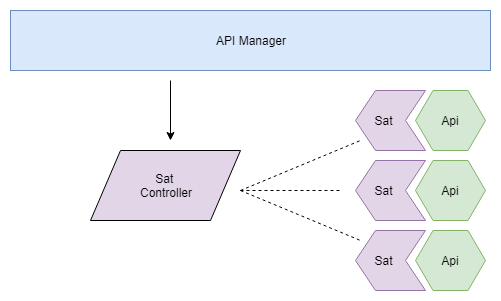 API Manager
Sat
Controller
Sat Api
Sat Api
Sat Api